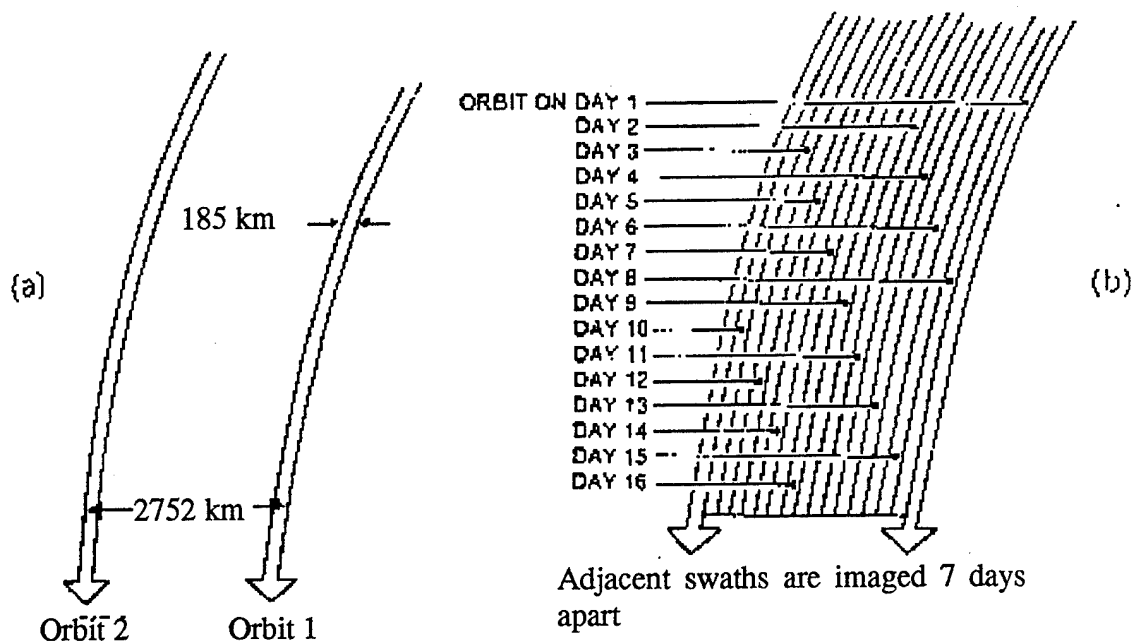 ORBIT ON DAY 1
DAY 2
DAY 3
DAY 4
DAY 5
DAY 6
DAY 7
DAY 8
DAY 9
DAY 10
DAY 11
DAY 12
DAY 13
DAY 14
DAY 15
DAY 16
185 km
(a)
(b)
2752 km
Orbit 2
Orbit 1
Adjacent swaths are imaged 7 days
apart